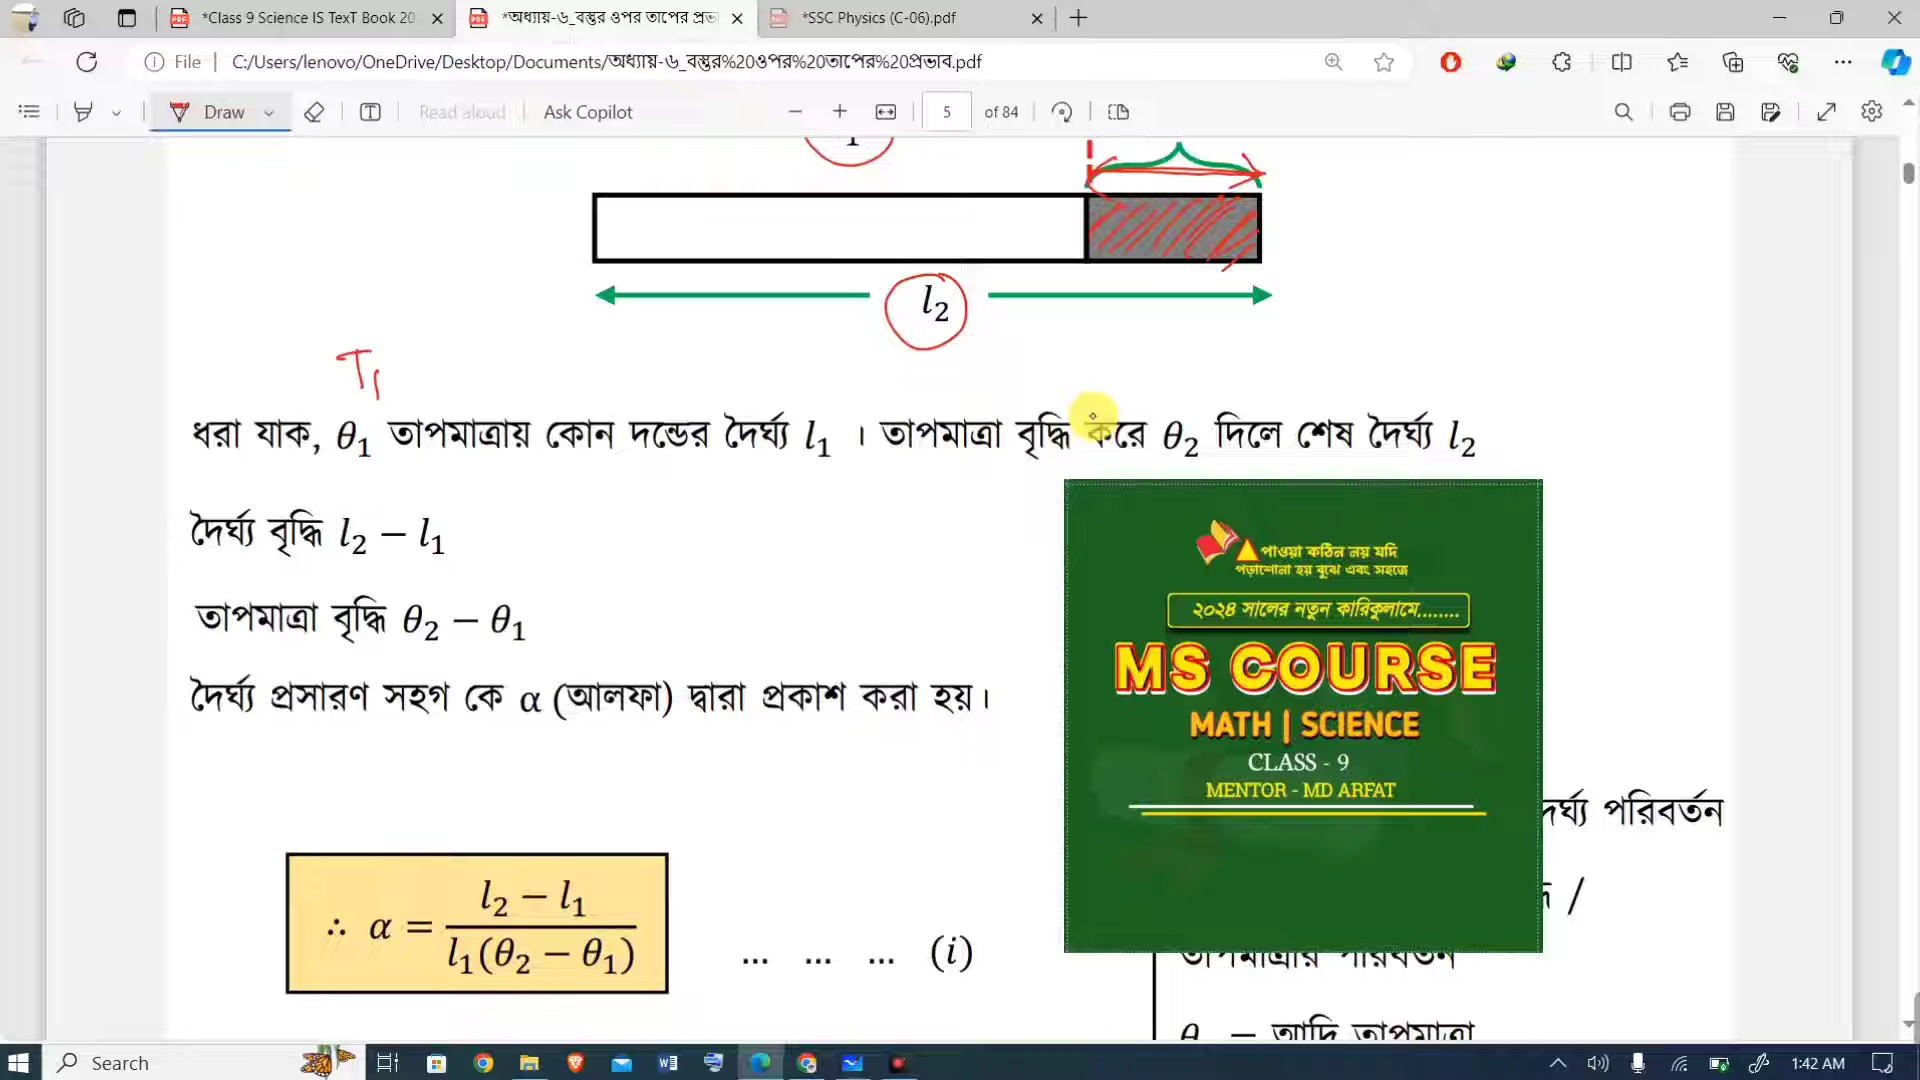 *Class 9 Science IS TexT Book 20
*অধ্যায়-৬_বস্তুর ওপর তাপের প্রভা
*SSC Physics (C-06).pdf
File
C:/Users/lenovo/OneDrive/Desktop/Documents/অধ্যায়-৬_বস্তুর%20ওপর%20তাপের%20প্রভাব.pdf
Draw
Read aloud
Ask Copilot
5 of 84
l₂
T₁
ধরা যাক, θ₁ তাপমাত্রায় কোন দন্ডের দৈর্ঘ্য l₁ । তাপমাত্রা বৃদ্ধি করে θ₂ দিলে শেষ দৈর্ঘ্য l₂
দৈর্ঘ্য বৃদ্ধি l₂ − l₁
তাপমাত্রা বৃদ্ধি θ₂ − θ₁
দৈর্ঘ্য প্রসারণ সহগ কে α (আলফা) দ্বারা প্রকাশ করা হয়।
পাওয়া কঠিন নয় যদি
পড়াশোনা হয় বুঝে এবং সহজে
২০২৪ সালের নতুন কারিকুলামে........
MS COURSE
MATH | SCIENCE
CLASS - 9
MENTOR - MD ARFAT
র্ঘ্য পরিবর্তন
/
∴ α = (l₂ − l₁) / (l₁(θ₂ − θ₁)) ... ... ... (i)
তাপমাত্রার পরিবর্তন
= আদি তাপমাত্রা
Search
1:42 AM